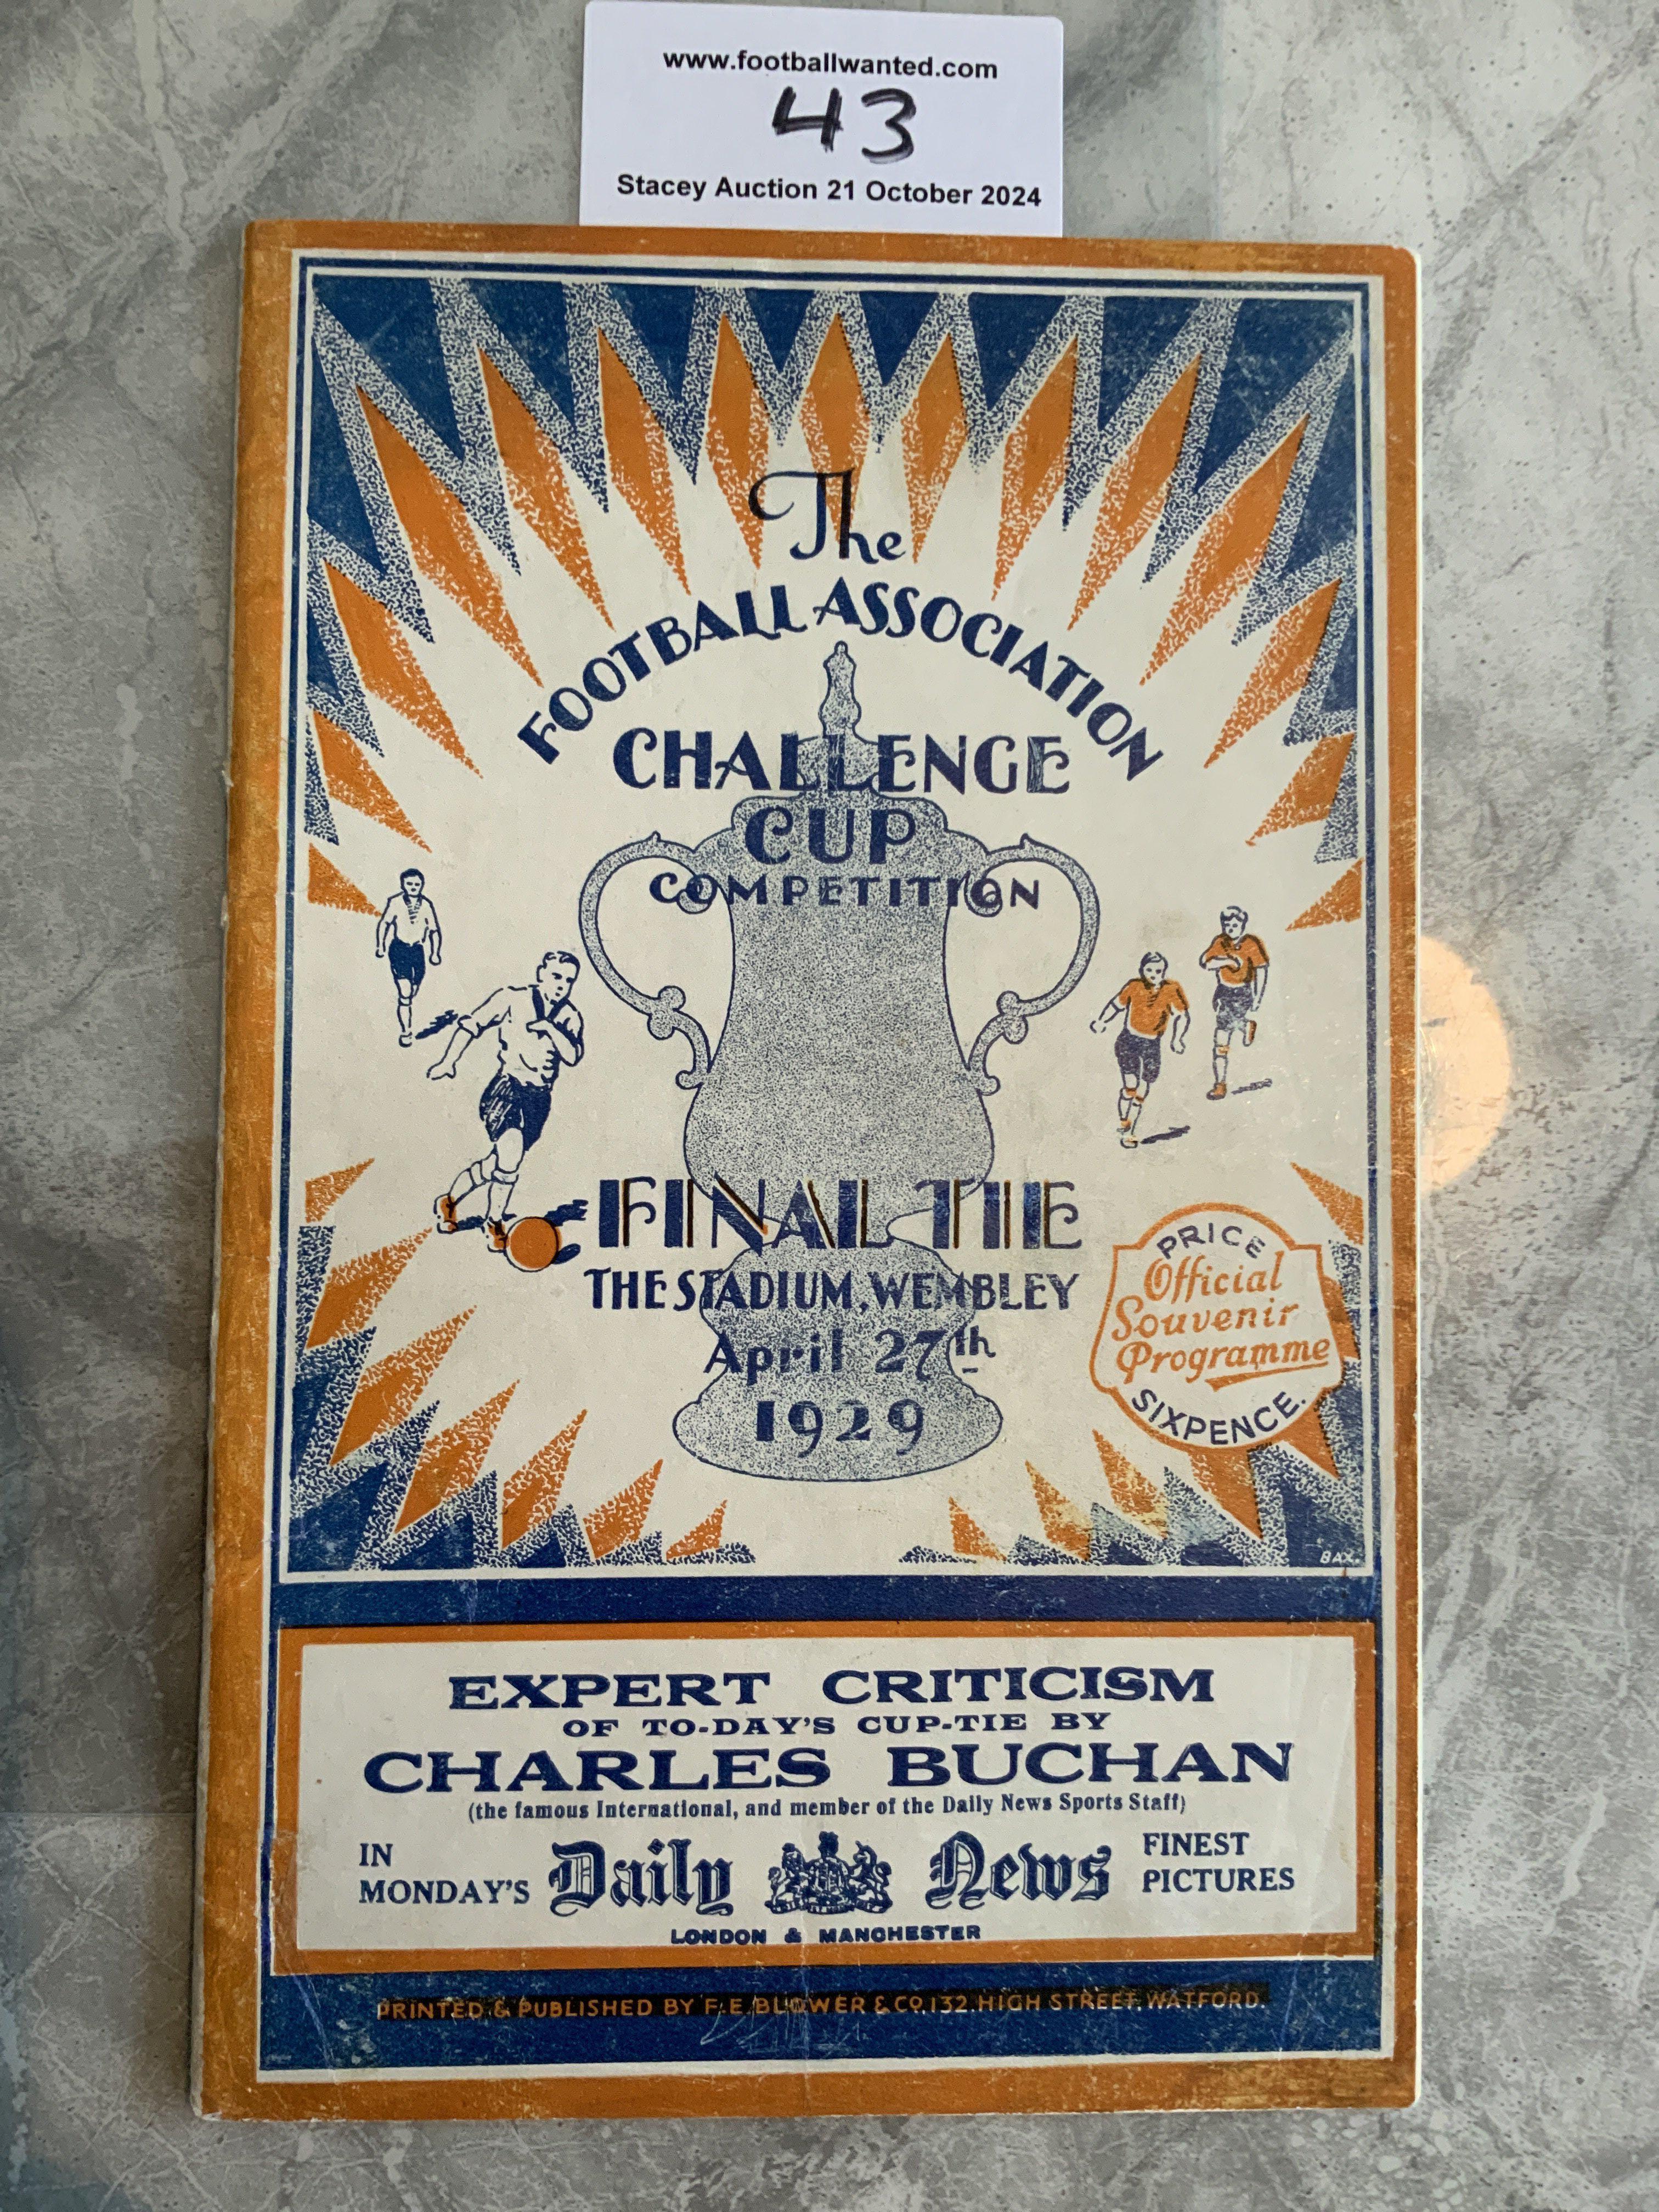 www.footballwanted.com
43
Stacey Auction 21 October 2024
The
FOOTBALL ASSOCIATION
CHALLENGE
CUP
COMPETITION
FINAL TIE
THE STADIUM, WEMBLEY
April 27th
1929
PRICE
Official
Souvenir
Programme
SIXPENCE.
BAX.
EXPERT CRITICISM
OF TO-DAY'S CUP-TIE BY
CHARLES BUCHAN
(the famous International, and member of the Daily News Sports Staff)
IN MONDAY'S
Daily News
FINEST PICTURES
LONDON & MANCHESTER
PRINTED & PUBLISHED BY F.E. BLOWER & CO. 132. HIGH STREET. WATFORD.